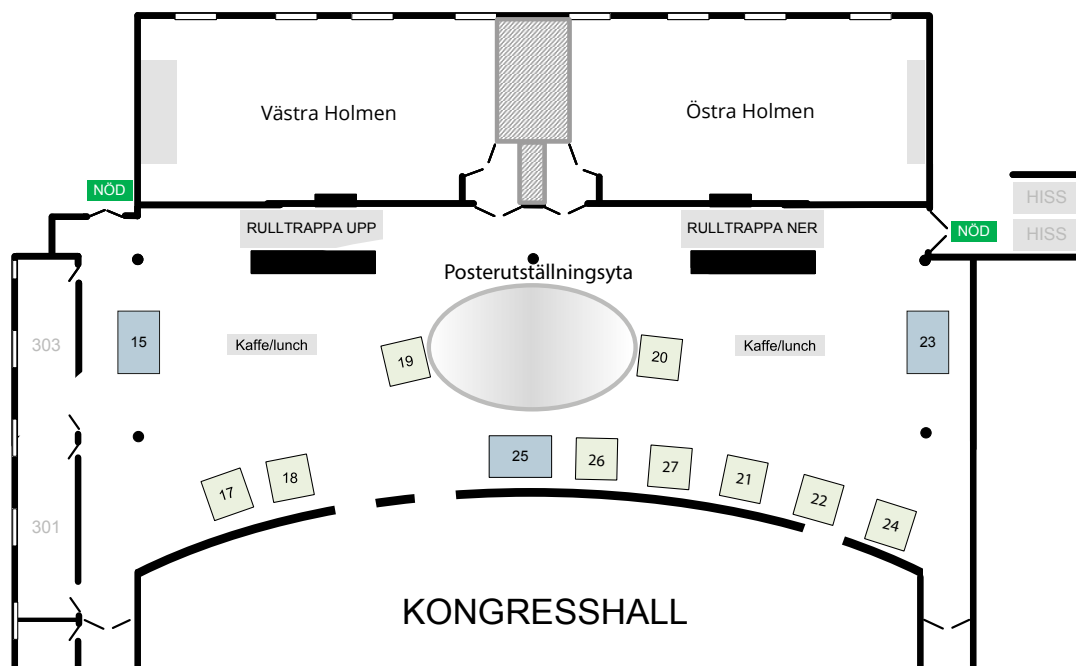 Västra Holmen
Östra Holmen
NÖD
HISS
RULLTRAPPA UPP
RULLTRAPPA NER
NÖD
HISS
Posterutställningsyta
303
15
Kaffe/lunch
19
20
Kaffe/lunch
23
25
26
27
21
22
24
17
18
301
KONGRESSHALL